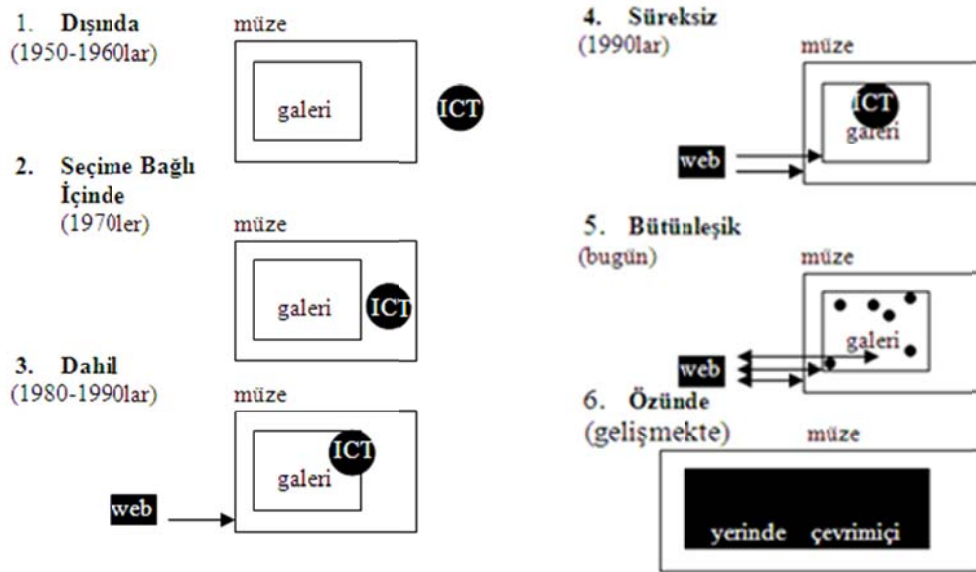 1. Dışında
(1950-1960lar)
müze
galeri
ICT
2. Seçime Bağlı
İçinde
(1970ler)
müze
galeri
ICT
3. Dahil
(1980-1990lar)
müze
ICT
galeri
web
4. Süreksiz
(1990lar)
müze
ICT
galeri
web
5. Bütünleşik
(bugün)
müze
galeri
web
6. Özünde
(gelişmekte)
müze
yerinde çevrimiçi